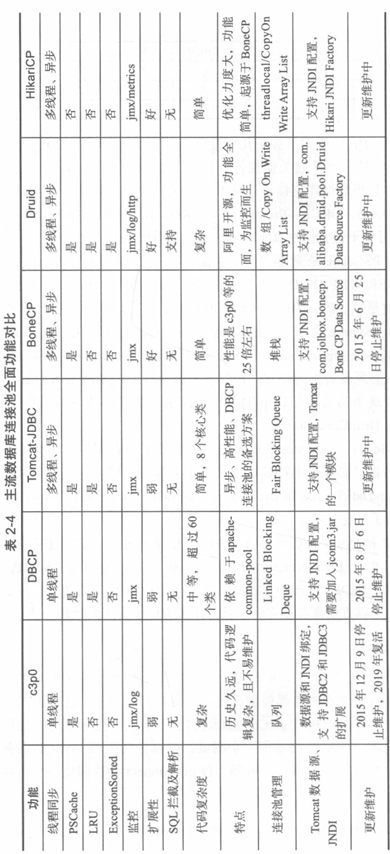 表 2-4 主流数据库连接池全面功能对比
功能 c3p0 DBCP Tomcat-JDBC BoneCP Druid HikariCP
线程同步 单线程 单线程 多线程、异步 多线程、异步 多线程、异步 多线程、异步
PSCache 是 是 是 是 是 否
LRU 否 是 是 否 是 否
ExceptionSorted 否 否 否 否 是 否
监控 jmx/log jmx jmx jmx jmx/log/http jmx/metrics
扩展性 弱 弱 弱 好 好 好
SQL 拦截及解析 无 无 无 无 支持 无
代码复杂度 复杂 中等，超过 60 简单，8 个核心类 简单 复杂 简单
个类
特点 历史久远，代码逻 依赖于 apache- 异步、高性能、DBCP 性能是 c3p0 等的 阿里开源，功能全 优化力度大，功能
辑复杂，且不易维护 common-pool 连接池的备选方案 25 倍左右 面，为监控而生 简单，起源于 BoneCP
连接池管理 队列 Linked Blocking Fair Blocking Queue 堆栈 数组/Copy On Write threadlocal/CopyOn
Deque Array List Write Array List
Tomcat 数据源、 数据源和 JNDI 绑定， 支持 JNDI 配置， 支持 JNDI 配置，Tomcat 支持 JNDI 配置， 支持 JNDI 配置，com. 支持 JNDI 配置，
JNDI 支持 JDBC2 和 JDBC3 需要加入 jconn3.jar 的一个模块 com.jolbox.bonecp. alibaba.druid.pool.Druid Hikari JNDI Factory
的扩展 Bone CP Data Source Data Source Factory
更新维护 2015 年 12 月 9 日停 2015 年 8 月 6 日 更新维护中 2015 年 6 月 25 更新维护中 更新维护中
止维护，2019 年复活 停止维护 日停止维护